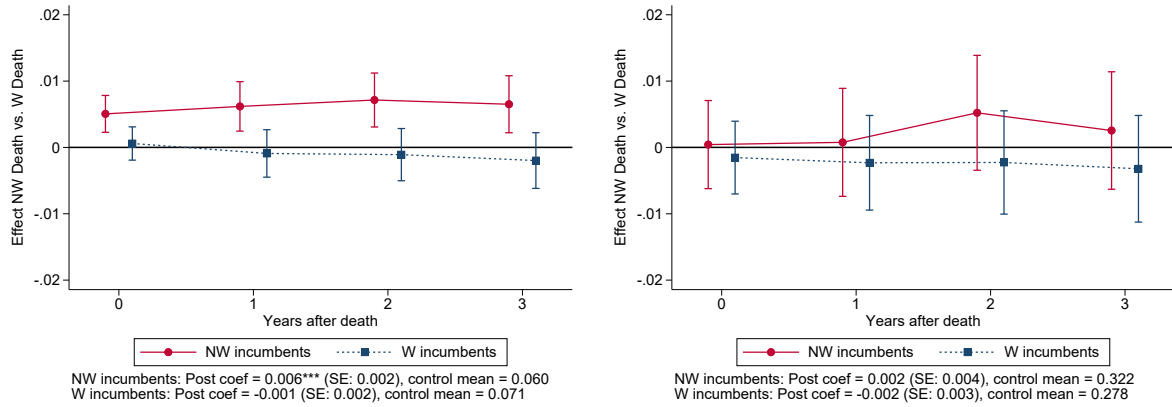 Effect NW Death vs. W Death
.02
.01
0
-.01
-.02
0 1 2 3
Years after death
NW incumbents W incumbents
NW incumbents: Post coef = 0.006*** (SE: 0.002), control mean = 0.060
W incumbents: Post coef = -0.001 (SE: 0.002), control mean = 0.071
Effect NW Death vs. W Death
.02
.01
0
-.01
-.02
0 1 2 3
Years after death
NW incumbents W incumbents
NW incumbents: Post coef = 0.002 (SE: 0.004), control mean = 0.322
W incumbents: Post coef = -0.002 (SE: 0.003), control mean = 0.278